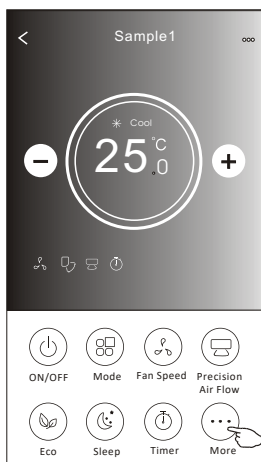 Sample1
Cool
25.0°C
ON/OFF Mode Fan Speed Precision Air Flow
Eco Sleep Timer More